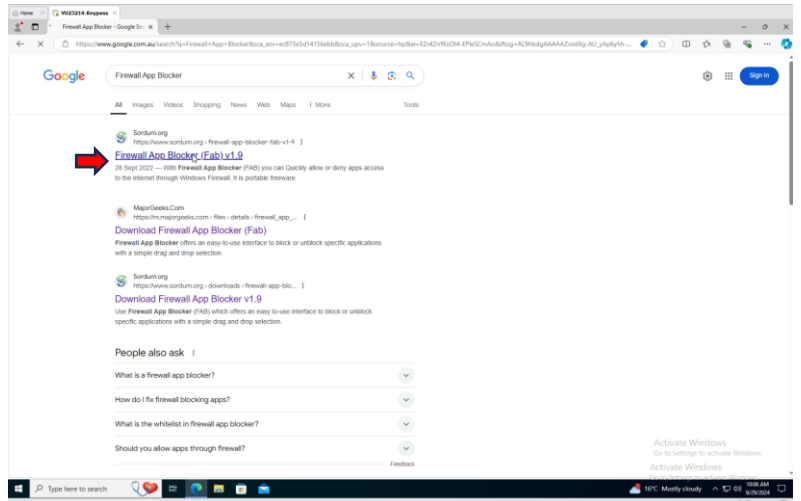 Home
VU23214-Keypass
Firewall App Blocker - Google Se
https://www.google.com.au/search?q=Firewall+App+Blocker&sca_esv=
Google
Firewall App Blocker
Sign in
All Images Videos Shopping News Web Maps More Tools
Sordum.org
https://www.sordum.org › firewall-app-blocker-fab-v1-9
Firewall App Blocker (Fab) v1.9
26 Sept 2022 — With Firewall App Blocker (FAB) you can Quickly allow or deny apps access
to the internet through Windows Firewall. It is portable freeware.
MajorGeeks.Com
https://m.majorgeeks.com › files › details › firewall_app_...
Download Firewall App Blocker (Fab)
Firewall App Blocker offers an easy-to-use interface to block or unblock specific applications
with a simple drag and drop selection.
Sordum.org
https://www.sordum.org › downloads › firewall-app-blo...
Download Firewall App Blocker v1.9
Use Firewall App Blocker (FAB) which offers an easy to-use interface to block or unblock
specific applications with a simple drag and drop selection.
People also ask
What is a firewall app blocker?
How do I fix firewall blocking apps?
What is the whitelist in firewall app blocker?
Should you allow apps through firewall?
Feedback
Activate Windows
Go to Settings to activate Windows.
Activate Windows
Type here to search
16°C Mostly cloudy
10:06 AM
9/29/2024